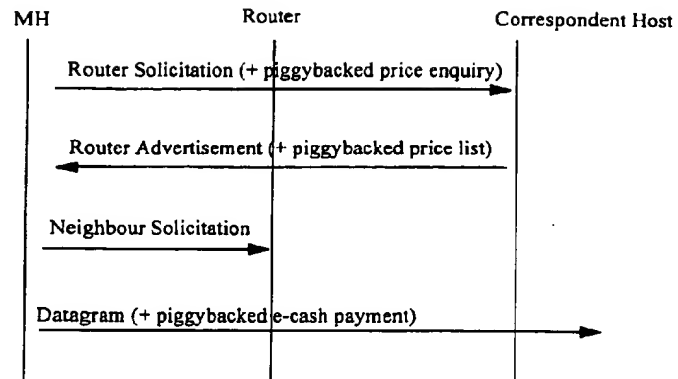 MH Router Correspondent Host
Router Solicitation (+ piggybacked price enquiry)
Router Advertisement (+ piggybacked price list)
Neighbour Solicitation
Datagram (+ piggybacked e-cash payment)